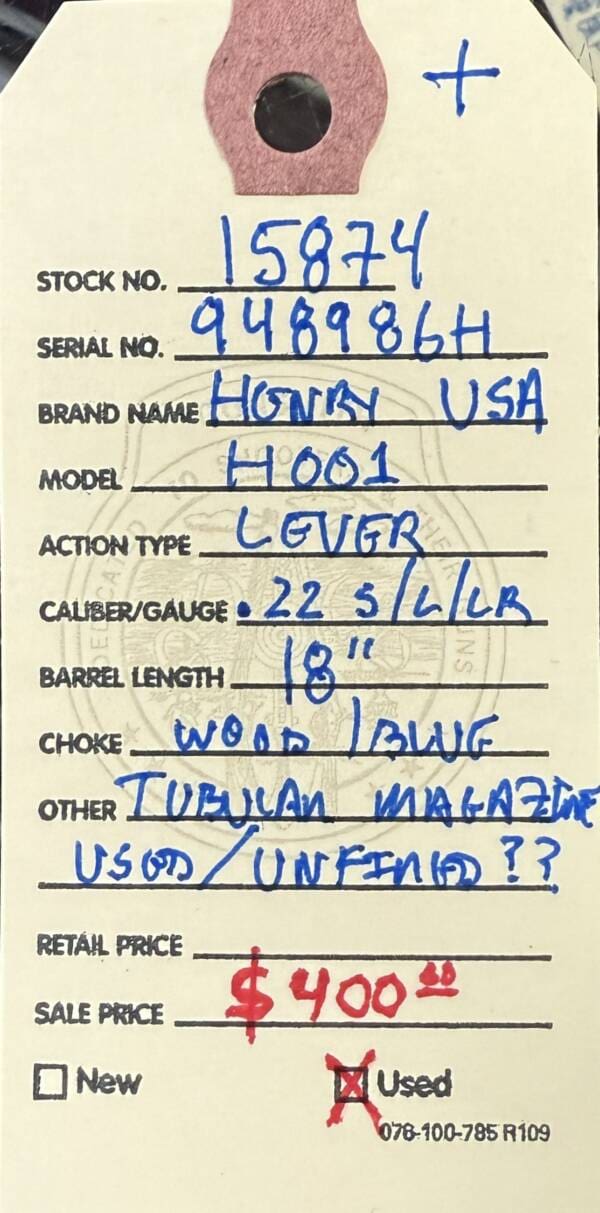 +
STOCK NO. 15874
SERIAL NO. 948986H
BRAND NAME HENRY USA
MODEL H001
ACTION TYPE LEVER
CALIBER/GAUGE .22 S/L/LR
BARREL LENGTH 18"
CHOKE WOOD / BLUE
OTHER TUBULAR MAGAZINE
USED / UNFIRED ??
RETAIL PRICE
SALE PRICE $400.00
New X Used
078-100-785 R109